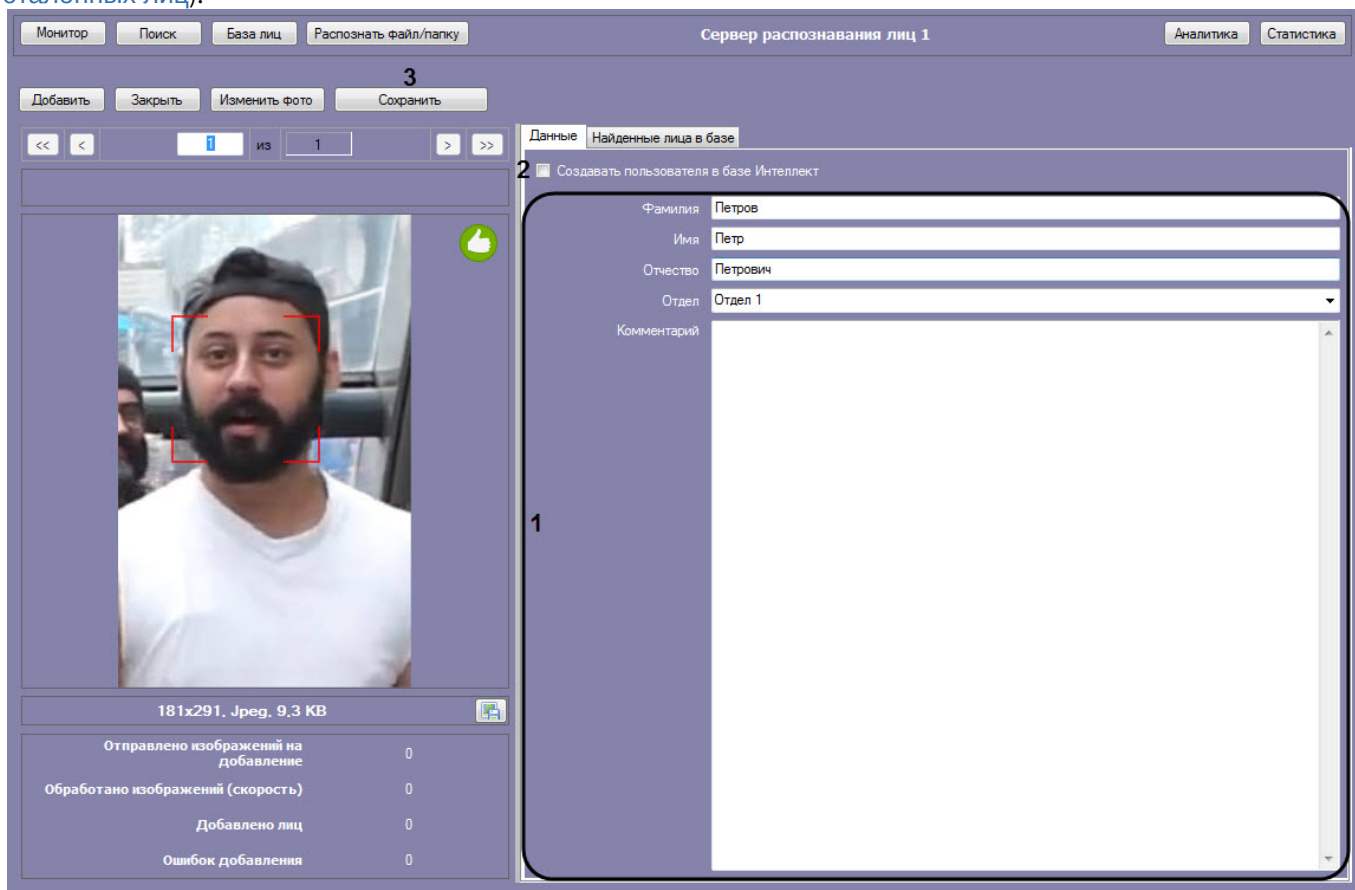 эталонных лиц).
Монитор Поиск База лиц Распознать файл/папку Сервер распознавания лиц 1 Аналитика Статистика
3
Добавить Закрыть Изменить фото Сохранить
<< < 1 из 1 > >>
Данные Найденные лица в базе
2 Создавать пользователя в базе Интеллект
Фамилия Петров
Имя Петр
Отчество Петрович
Отдел Отдел 1
Комментарий
1
181x291, Jpeg, 9,3 KB
Отправлено изображений на
добавление 0
Обработано изображений (скорость) 0
Добавлено лиц 0
Ошибок добавления 0